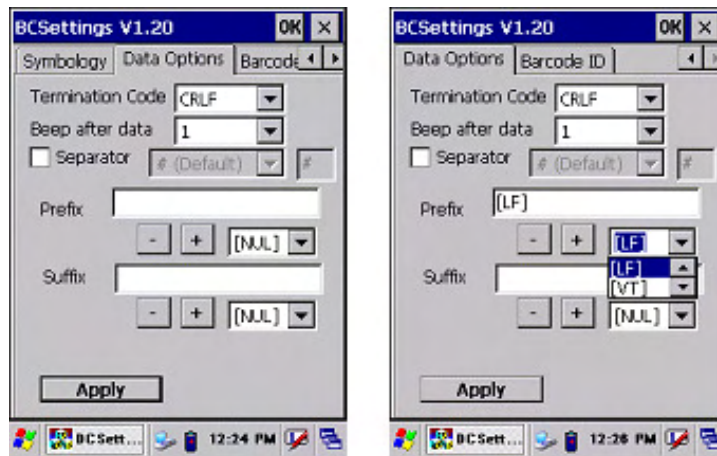 BCSettings V1.20 OK ×
Symbology Data Options Barcode
Termination Code CRLF
Beep after data 1
Separator # (Default) #
Prefix
- + [NUL]
Suffix
- + [NUL]
Apply
BCSett... 12:24 PM
BCSettings V1.20 OK ×
Data Options Barcode ID
Termination Code CRLF
Beep after data 1
Separator # (Default) #
Prefix [LF]
- + [LF]
[LF]
Suffix
[VT]
- + [NUL]
Apply
BCSett... 12:26 PM